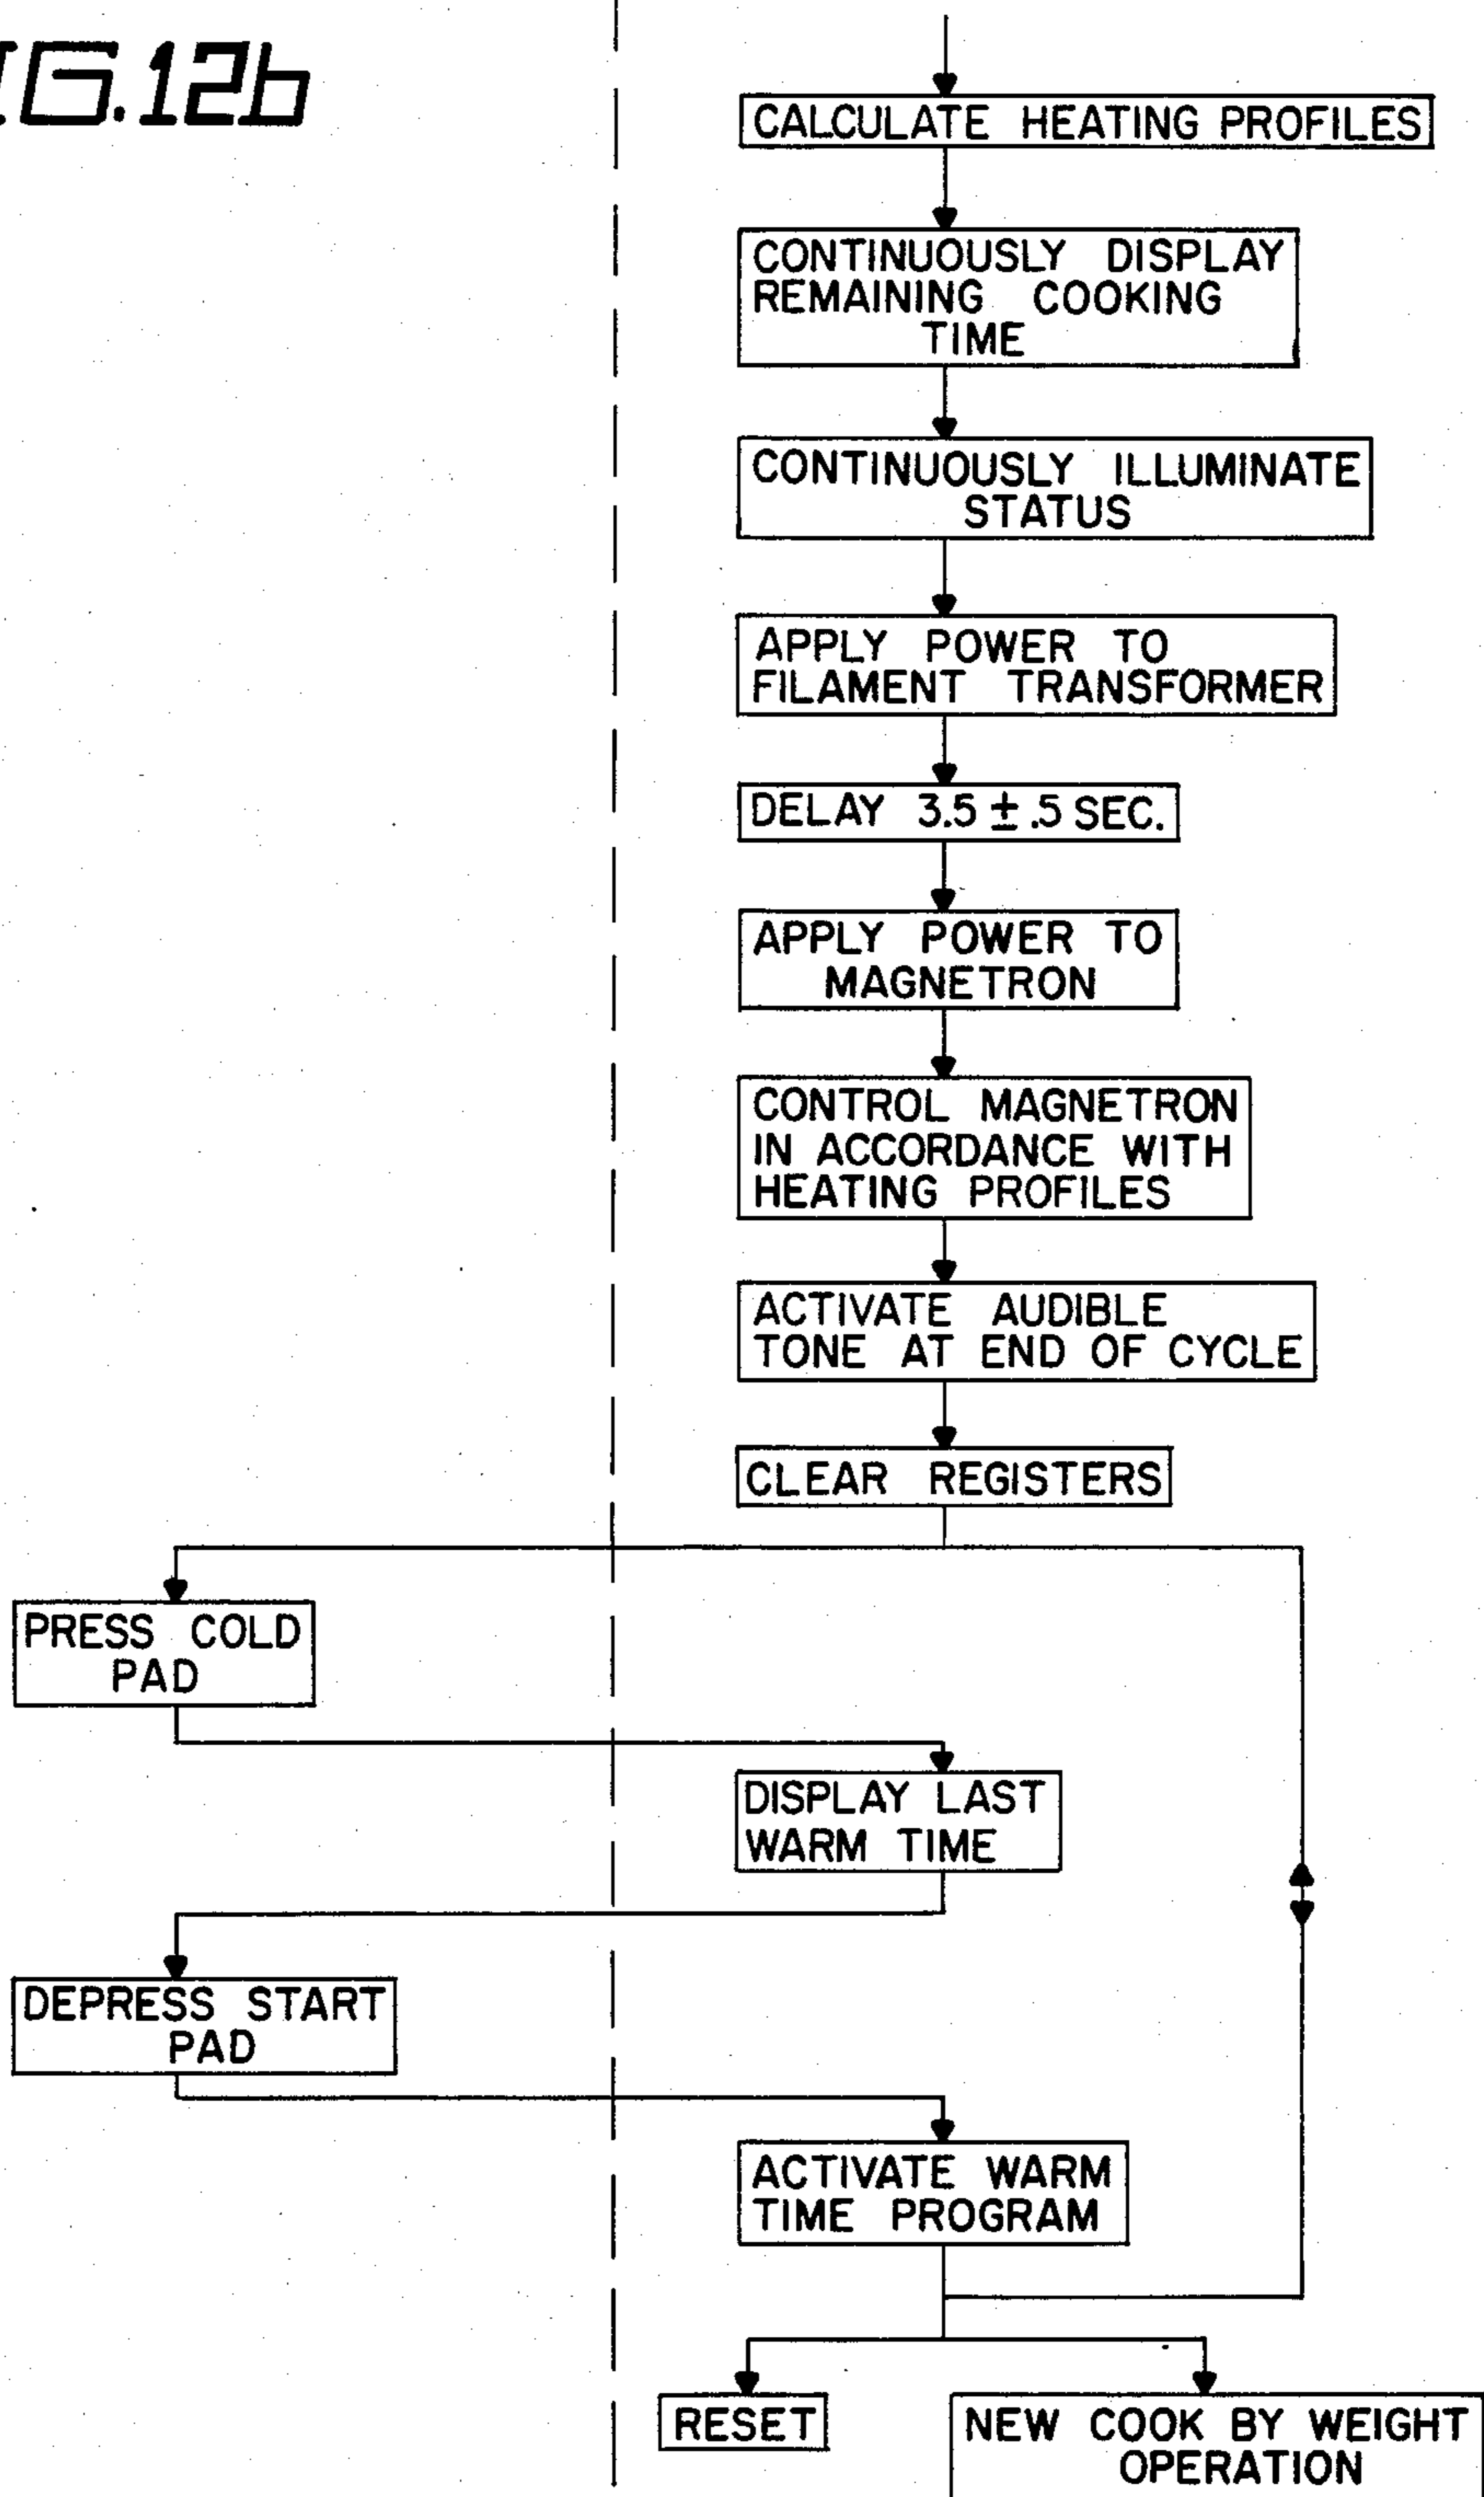 IG.12b
CALCULATE HEATING PROFILES
CONTINUOUSLY DISPLAY
REMAINING COOKING
TIME
CONTINUOUSLY ILLUMINATE
STATUS
APPLY POWER TO
FILAMENT TRANSFORMER
DELAY 3.5 ± .5 SEC.
APPLY POWER TO
MAGNETRON
CONTROL MAGNETRON
IN ACCORDANCE WITH
HEATING PROFILES
ACTIVATE AUDIBLE
TONE AT END OF CYCLE
CLEAR REGISTERS
PRESS COLD
PAD
DISPLAY LAST
WARM TIME
DEPRESS START
PAD
ACTIVATE WARM
TIME PROGRAM
RESET
NEW COOK BY WEIGHT
OPERATION